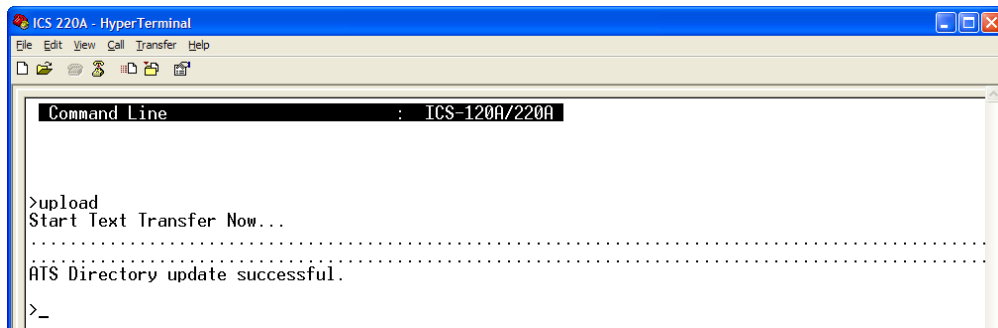 ICS 220A - HyperTerminal
File Edit View Call Transfer Help
Command Line : ICS-120A/220A
>upload
Start Text Transfer Now...
................................................................................................
................................................................................................
ATS Directory update successful.
>_